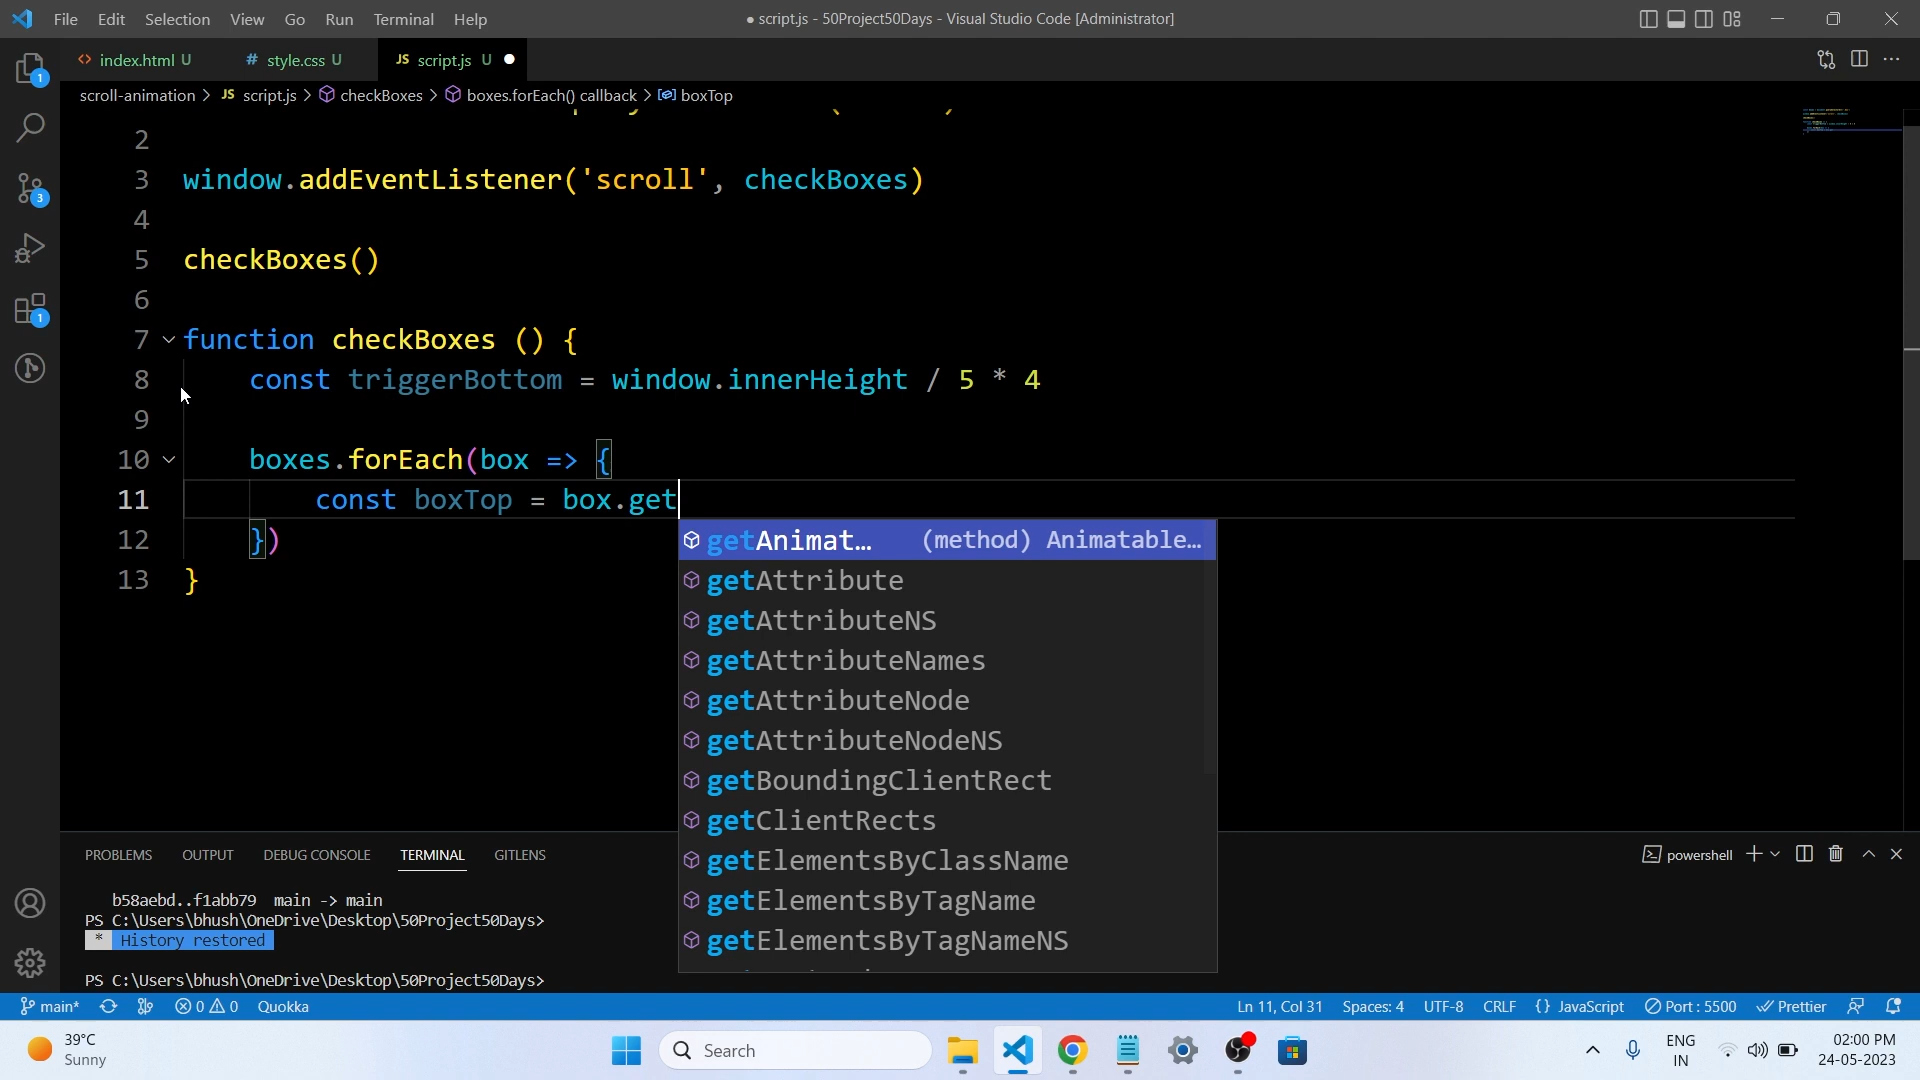 File Edit Selection View Go Run Terminal Help
● script.js - 50Project50Days - Visual Studio Code [Administrator]
<> index.html U
# style.css U
JS script.js U ●
scroll-animation > JS script.js > checkBoxes > boxes.forEach() callback > boxTop
2
3 window.addEventListener('scroll', checkBoxes)
4
5 checkBoxes()
6
7 function checkBoxes () {
8 const triggerBottom = window.innerHeight / 5 * 4
9
10 boxes.forEach(box => {
11 const boxTop = box.get
12 })
13 }
getAnimat… (method) Animatable…
getAttribute
getAttributeNS
getAttributeNames
getAttributeNode
getAttributeNodeNS
getBoundingClientRect
getClientRects
getElementsByClassName
getElementsByTagName
getElementsByTagNameNS
1
3
1
PROBLEMS OUTPUT DEBUG CONSOLE TERMINAL GITLENS
powershell
b58aebd..f1abb79 main -> main
PS C:\Users\bhush\OneDrive\Desktop\50Project50Days>
* History restored
PS C:\Users\bhush\OneDrive\Desktop\50Project50Days>
main* 0 0 Quokka
Ln 11, Col 31 Spaces: 4 UTF-8 CRLF {} JavaScript Port : 5500 Prettier
39°C
Sunny
Search
ENG
IN
02:00 PM
24-05-2023